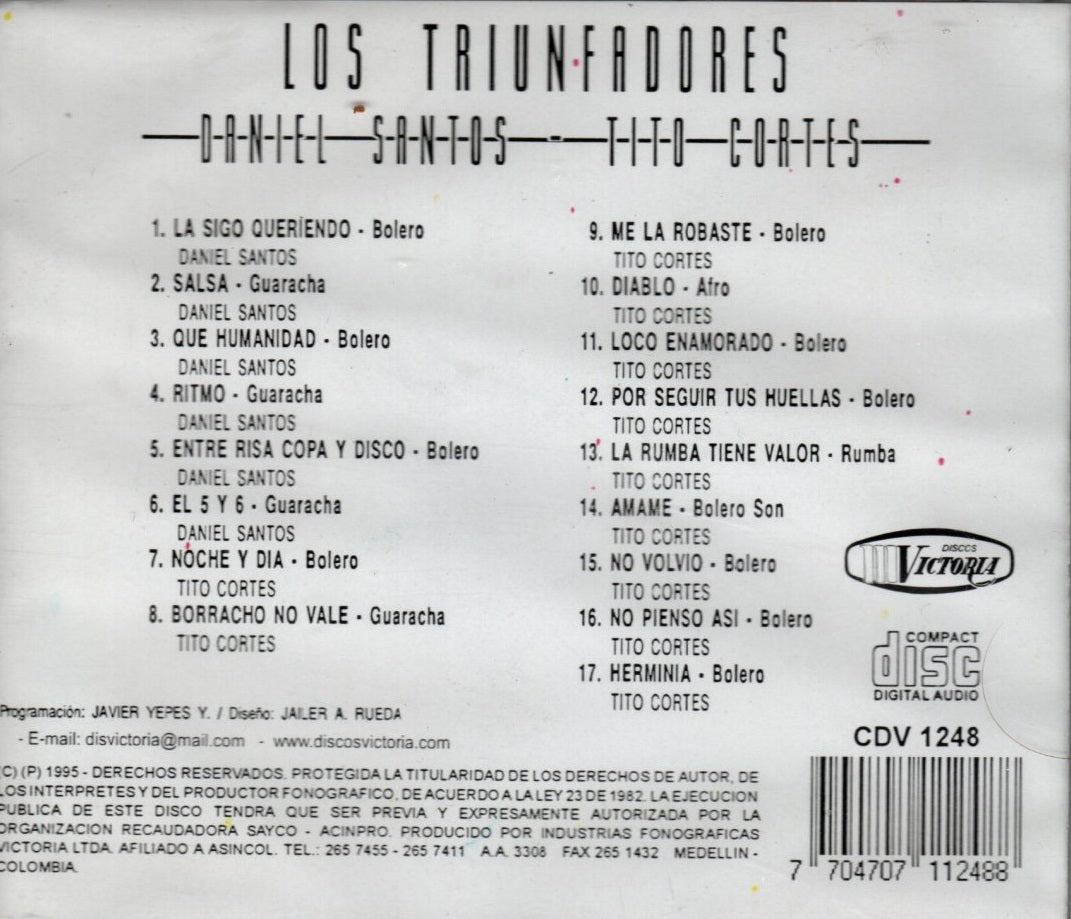 LOS TRIUNFADORES
DANIEL SANTOS - TITO CORTES
1. LA SIGO QUERIENDO - Bolero
DANIEL SANTOS
2. SALSA - Guaracha
DANIEL SANTOS
3. QUE HUMANIDAD - Bolero
DANIEL SANTOS
4. RITMO - Guaracha
DANIEL SANTOS
5. ENTRE RISA COPA Y DISCO - Bolero
DANIEL SANTOS
6. EL 5 Y 6 - Guaracha
DANIEL SANTOS
7. NOCHE Y DIA - Bolero
TITO CORTES
8. BORRACHO NO VALE - Guaracha
TITO CORTES
9. ME LA ROBASTE - Bolero
TITO CORTES
10. DIABLO - Afro
TITO CORTES
11. LOCO ENAMORADO - Bolero
TITO CORTES
12. POR SEGUIR TUS HUELLAS - Bolero
TITO CORTES
13. LA RUMBA TIENE VALOR - Rumba
TITO CORTES
14. AMAME - Bolero Son
TITO CORTES
15. NO VOLVIO - Bolero
TITO CORTES
16. NO PIENSO ASI - Bolero
TITO CORTES
17. HERMINIA - Bolero
TITO CORTES
DISCOS
VICTORIA
COMPACT
disc
DIGITAL AUDIO
Programación: JAVIER YEPES Y. / Diseño: JAILER A. RUEDA
- E-mail: disvictoria@mail.com - www.discosvictoria.com
(C) (P) 1995 - DERECHOS RESERVADOS. PROTEGIDA LA TITULARIDAD DE LOS DERECHOS DE AUTOR, DE
LOS INTERPRETES Y DEL PRODUCTOR FONOGRAFICO, DE ACUERDO A LA LEY 23 DE 1982. LA EJECUCION
PUBLICA DE ESTE DISCO TENDRA QUE SER PREVIA Y EXPRESAMENTE AUTORIZADA POR LA
ORGANIZACION RECAUDADORA SAYCO - ACINPRO. PRODUCIDO POR INDUSTRIAS FONOGRAFICAS
VICTORIA LTDA. AFILIADO A ASINCOL. TEL.: 265 7455 - 265 7411 A.A. 3308 FAX 265 1432 MEDELLIN -
COLOMBIA.
CDV 1248
7 704707 112488